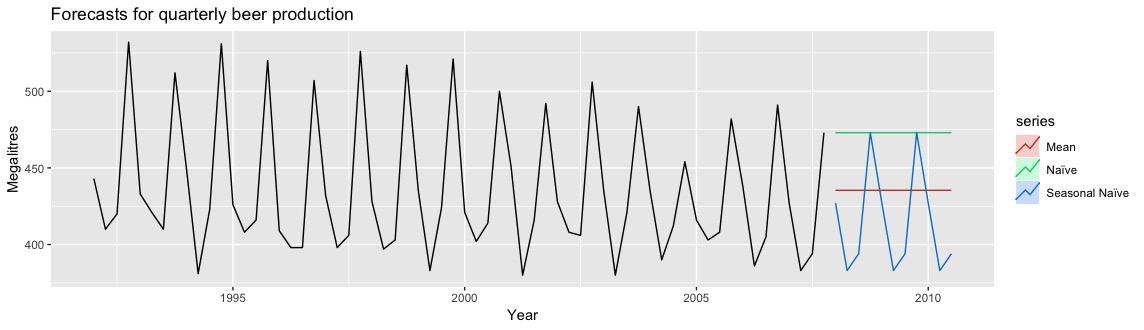 Forecasts for quarterly beer production
Megalitres
500
450
400
1995
2000
2005
2010
Year
series
Mean
Naïve
Seasonal Naïve